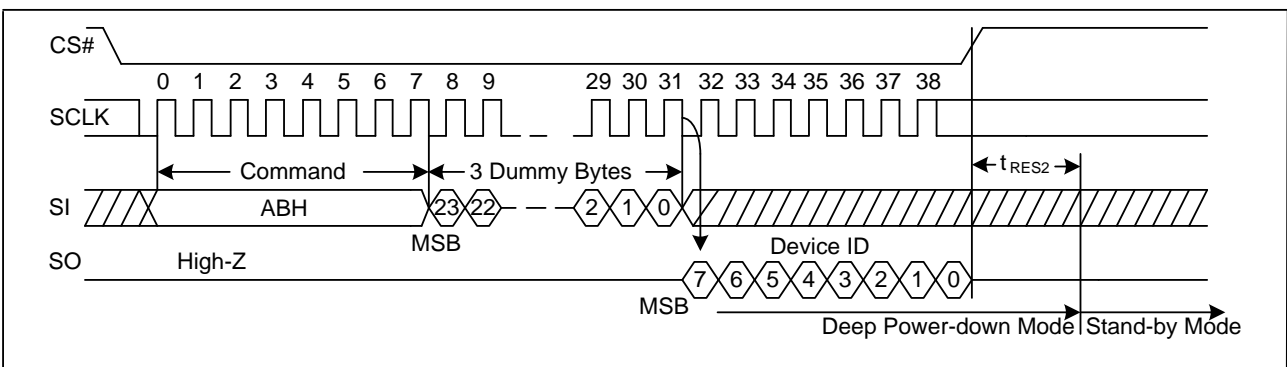 CS#
0 1 2 3 4 5 6 7 8 9 29 30 31 32 33 34 35 36 37 38
SCLK
Command 3 Dummy Bytes tRES2
SI ABH 23 22 2 1 0
MSB
SO High-Z Device ID
7 6 5 4 3 2 1 0
MSB
Deep Power-down Mode Stand-by Mode